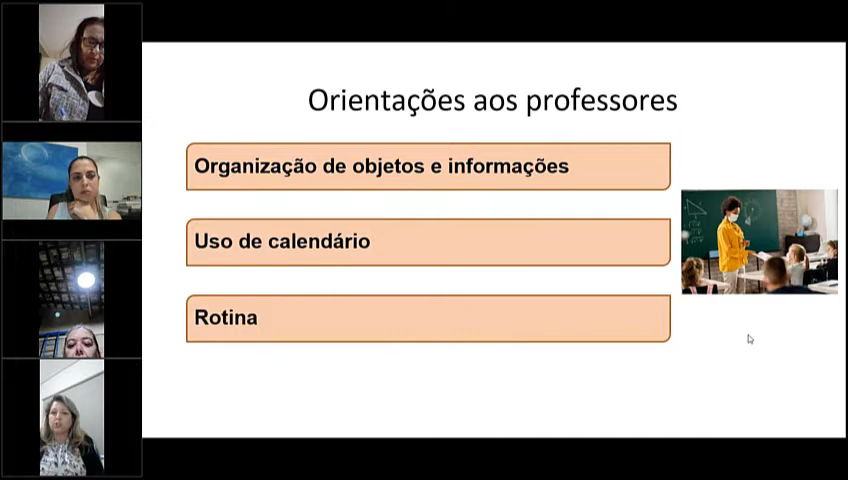 Orientações aos professores
Organização de objetos e informações
Uso de calendário
Rotina